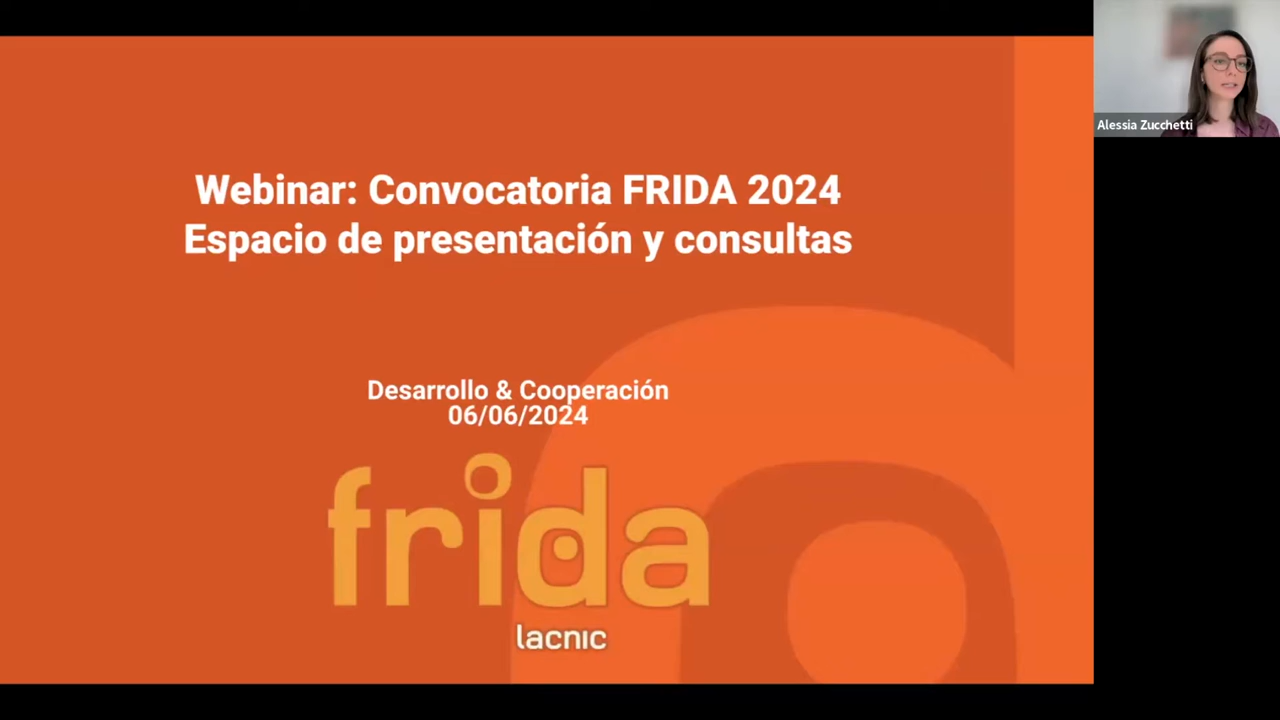 Webinar: Convocatoria FRIDA 2024
Espacio de presentación y consultas
Desarrollo & Cooperación
06/06/2024
frida
lacnic
Alessia Zucchetti